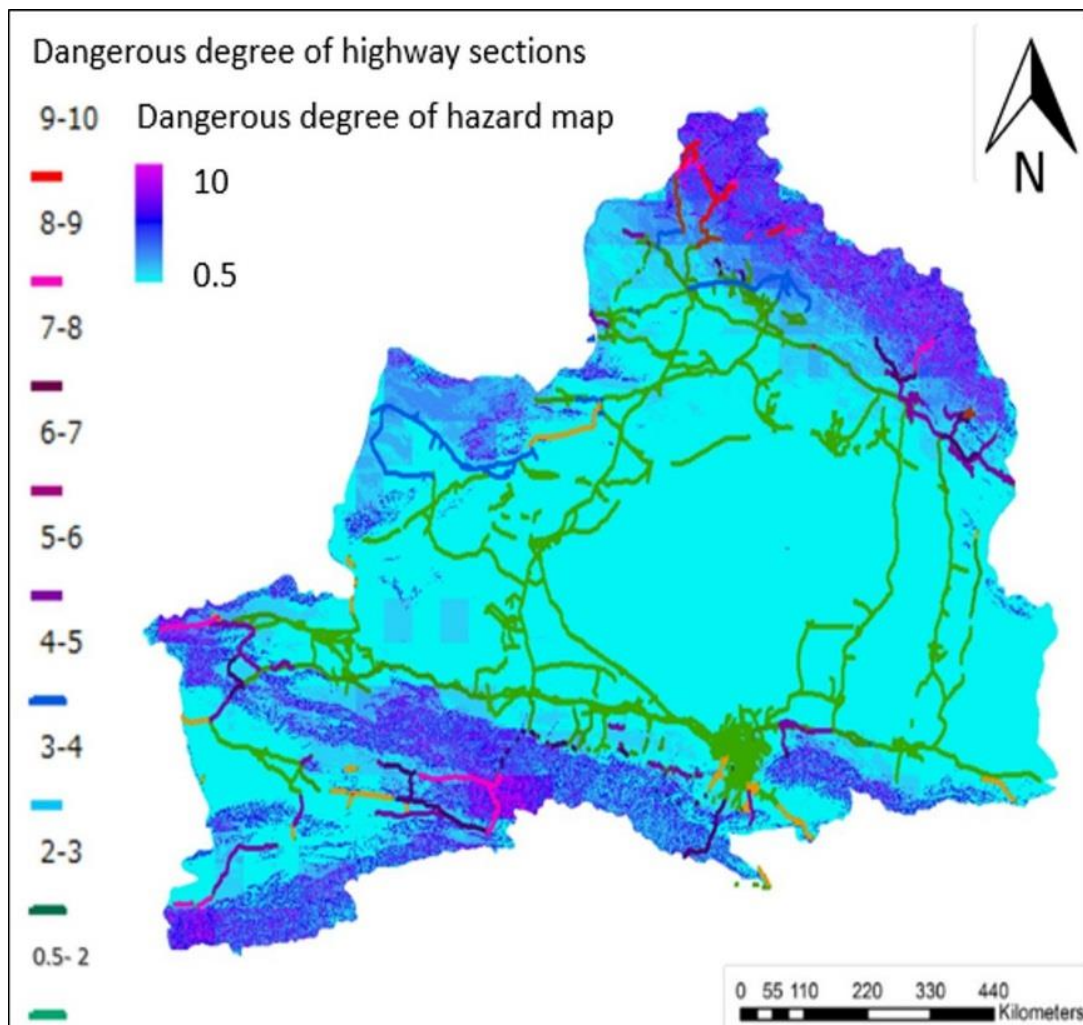 Dangerous degree of highway sections
9-10
Dangerous degree of hazard map
10
0.5
8-9
7-8
6-7
5-6
4-5
3-4
2-3
0.5- 2
N
0 55 110 220 330 440
Kilometers